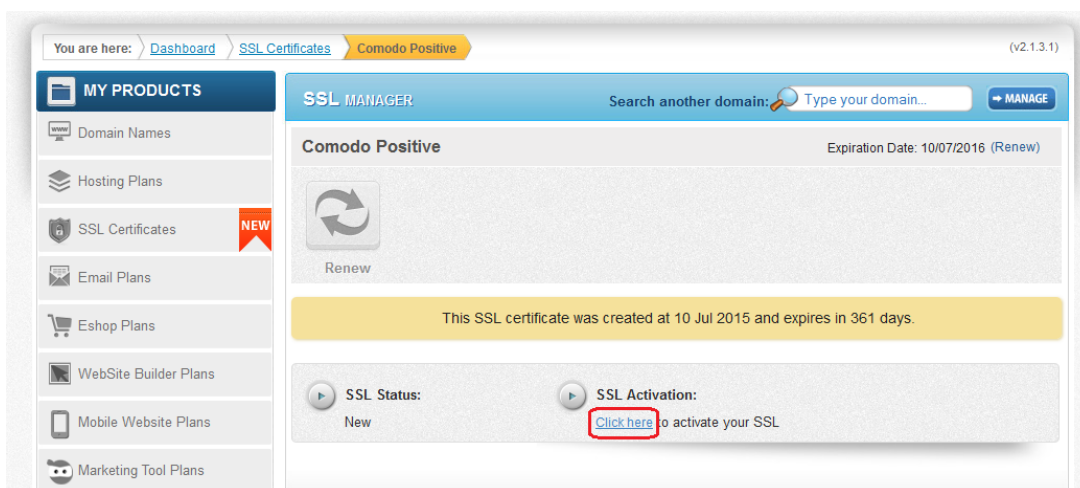 You are here: Dashboard SSL Certificates Comodo Positive (v2.1.3.1)
MY PRODUCTS
Domain Names
Hosting Plans
SSL Certificates NEW
Email Plans
Eshop Plans
WebSite Builder Plans
Mobile Website Plans
Marketing Tool Plans
SSL MANAGER Search another domain: Type your domain... MANAGE
Comodo Positive Expiration Date: 10/07/2016 (Renew)
Renew
This SSL certificate was created at 10 Jul 2015 and expires in 361 days.
SSL Status: SSL Activation:
New Click here to activate your SSL